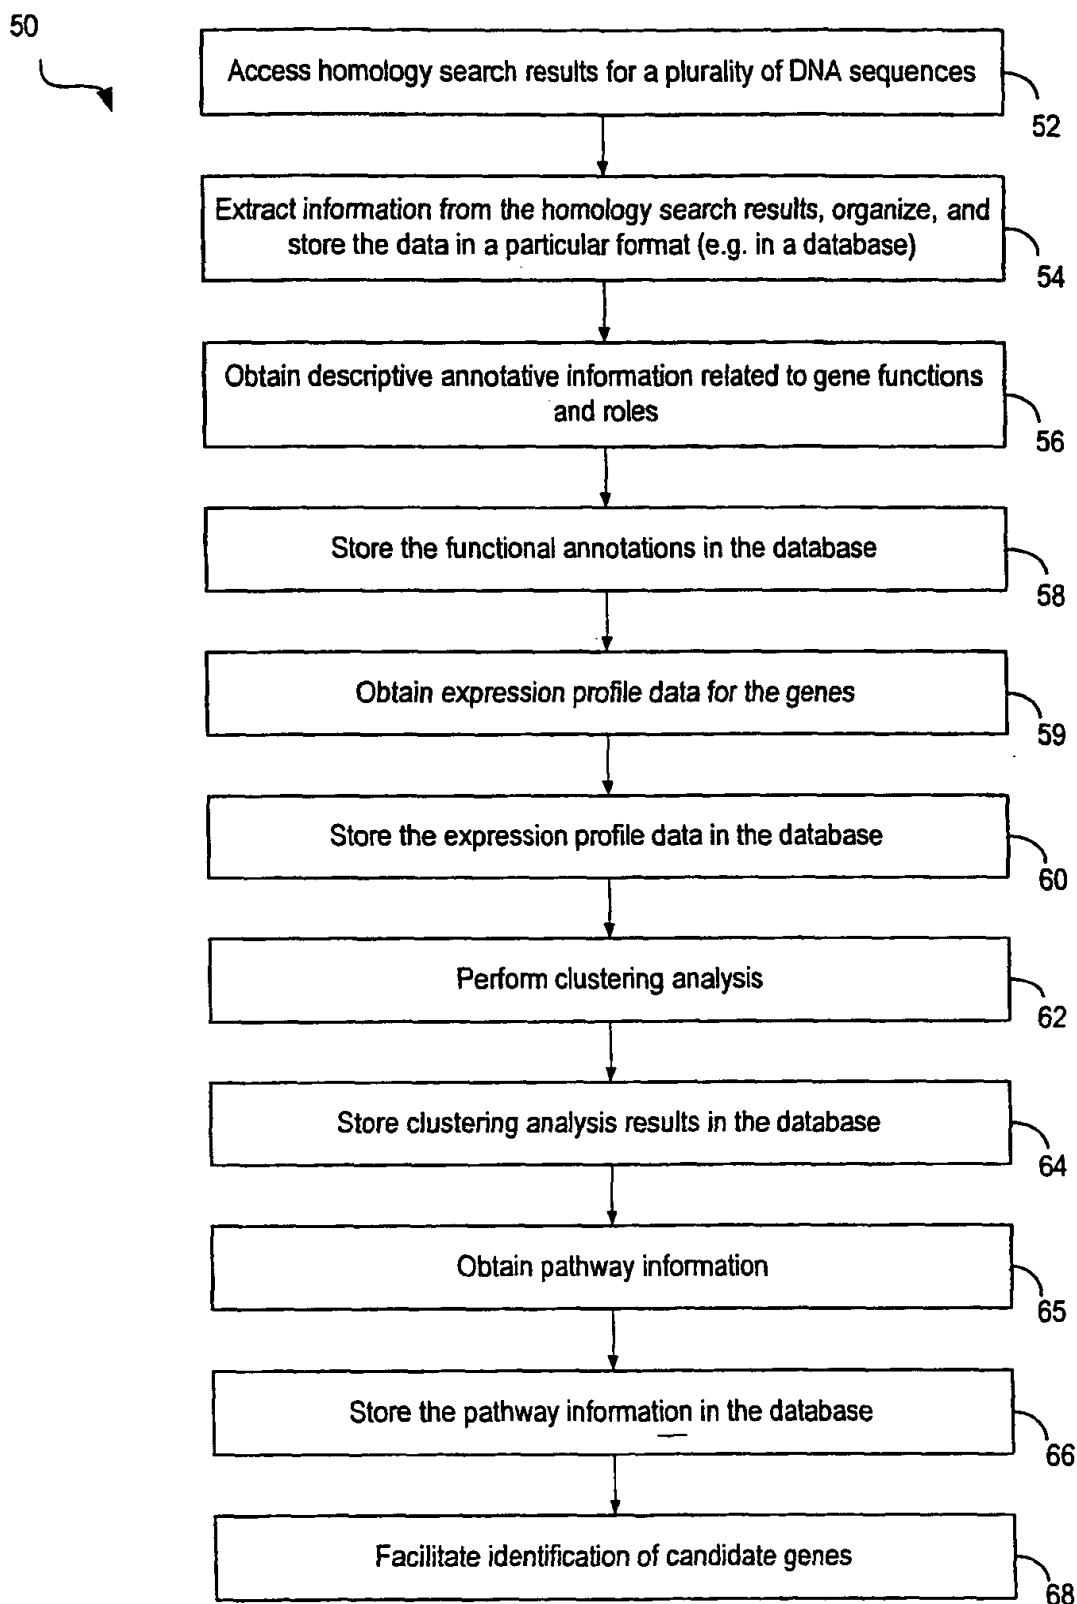 50
Access homology search results for a plurality of DNA sequences
52
Extract information from the homology search results, organize, and
store the data in a particular format (e.g. in a database)
54
Obtain descriptive annotative information related to gene functions
and roles
56
Store the functional annotations in the database
58
Obtain expression profile data for the genes
59
Store the expression profile data in the database
60
Perform clustering analysis
62
Store clustering analysis results in the database
64
Obtain pathway information
65
Store the pathway information in the database
66
Facilitate identification of candidate genes
68